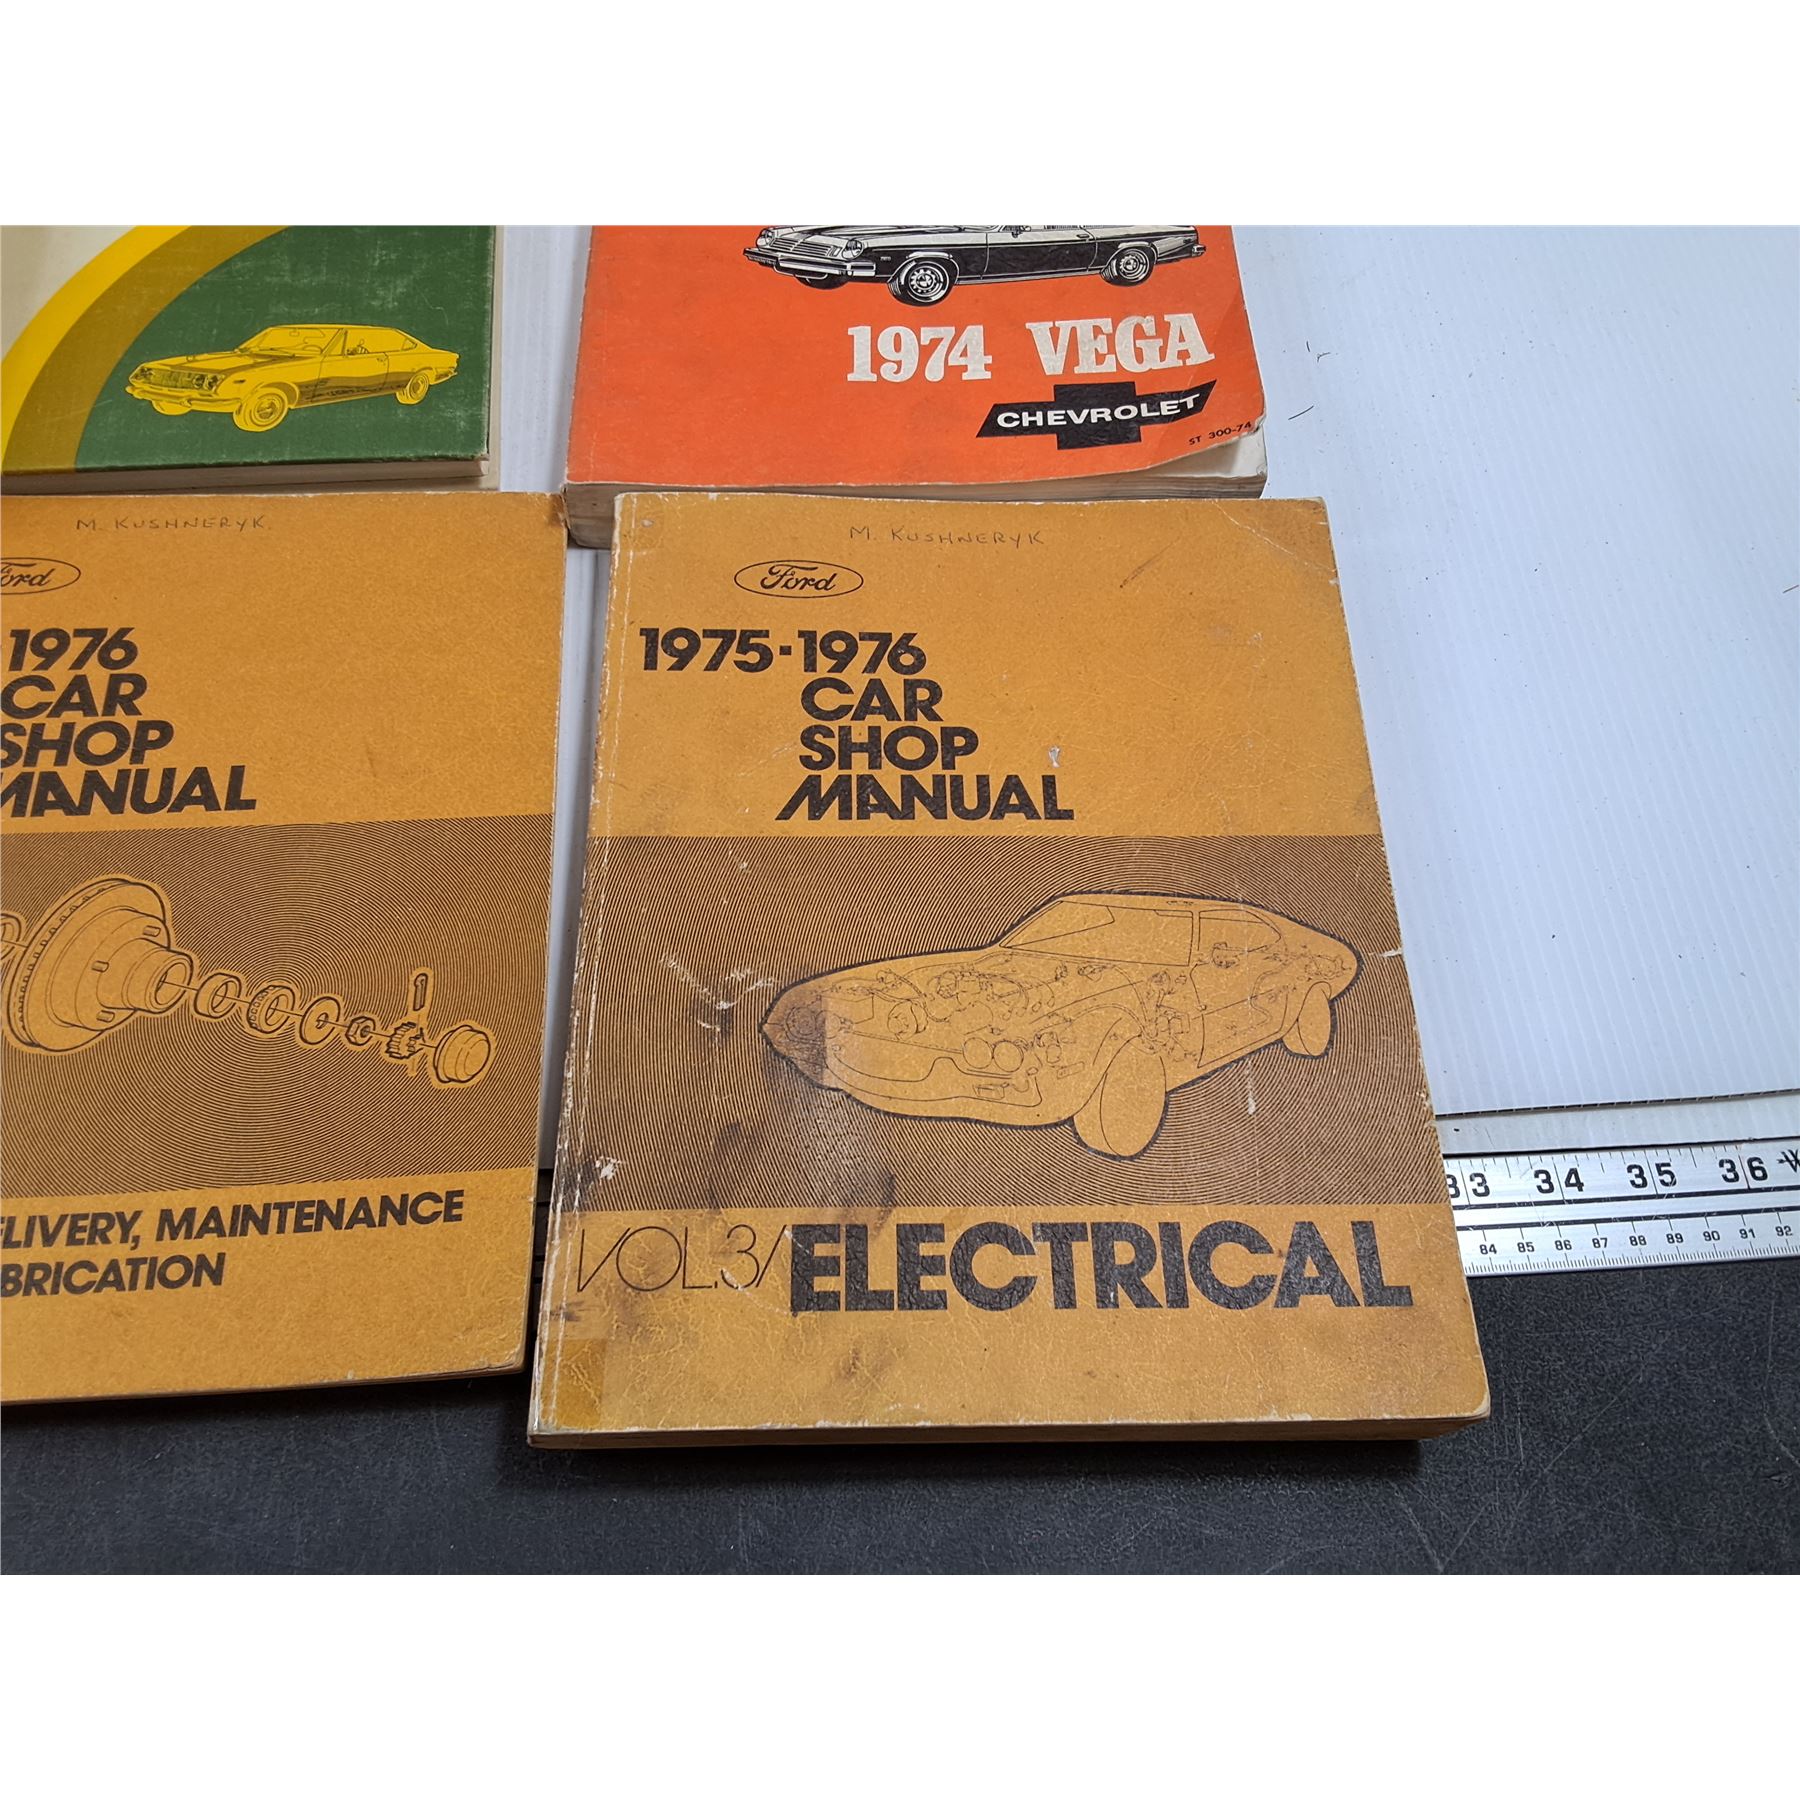 1974 VEGA
CHEVROLET
ST 300-74
M. KUSHNERYK.
Ford
1976
CAR
SHOP
MANUAL
LIVERY, MAINTENANCE
BRICATION
M. KUSHNERYK
Ford
1975-1976
CAR
SHOP
MANUAL
VOL.3/ELECTRICAL
33 34 35 36
84 85 86 87 88 89 90 91 92